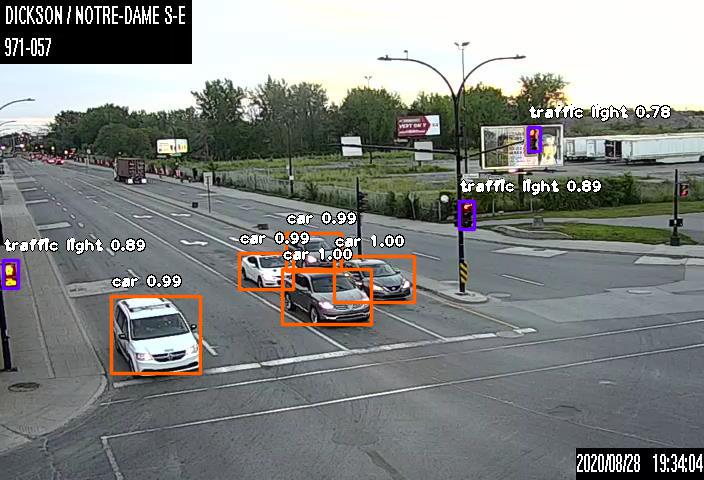 DICKSON / NOTRE-DAME S-E
971-057
traffic light 0.78
traffic light 0.89
car 0.99
car 0.99
car 1.00
traffic light 0.89
car 1.00
car 0.99
2020/08/28 19:34:04